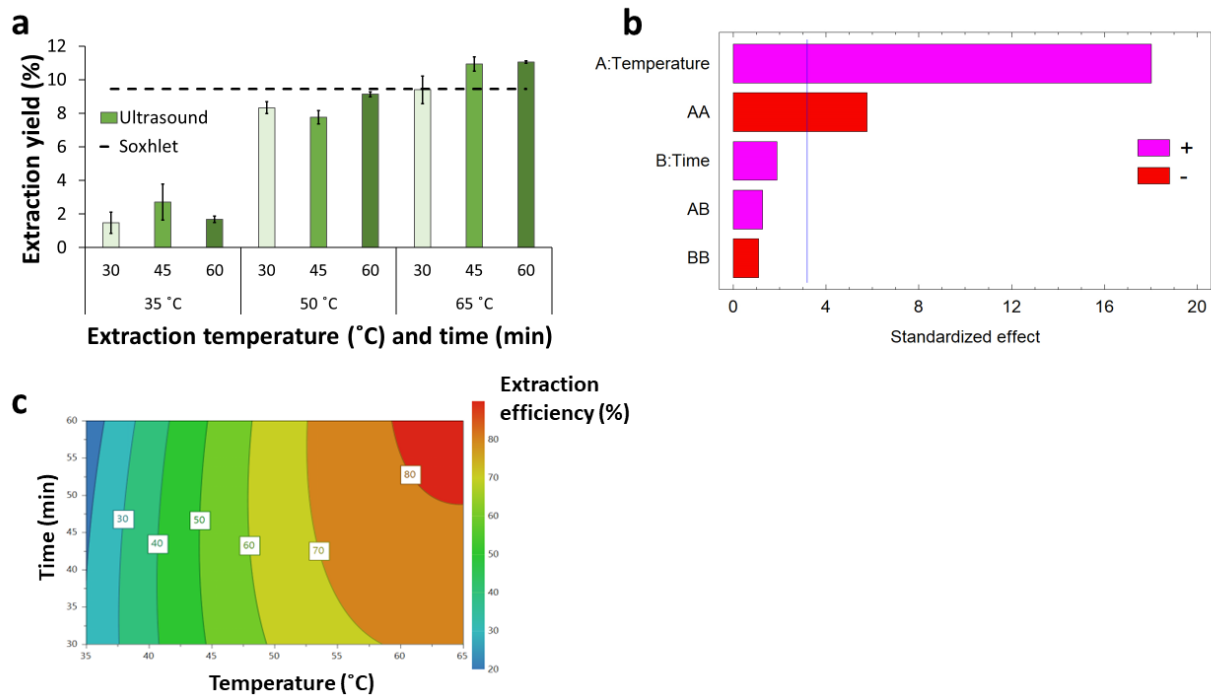 a
12
10
8
6
4
2
0
Extraction yield (%)
Ultrasound
Soxhlet
30 45 60 30 45 60 30 45 60
35 ˚C 50 ˚C 65 ˚C
Extraction temperature (˚C) and time (min)
b
A:Temperature
AA
B:Time
AB
BB
+
-
0 4 8 12 16 20
Standardized effect
c
Extraction
efficiency (%)
60
55
50
45
40
35
30
Time (min)
30
40
50
60
70
80
35 40 45 50 55 60 65
Temperature (˚C)
80
70
60
50
40
30
20